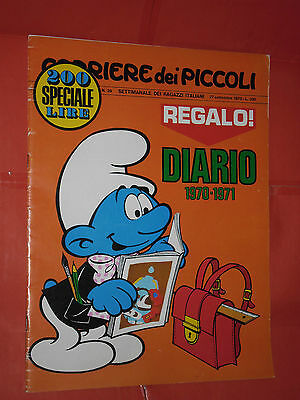 CORRIERE dei PICCOLI
200
SPECIALE
LIRE
SETTIMANALE DEI RAGAZZI ITALIANI
REGALO!
DIARIO
1970-1971